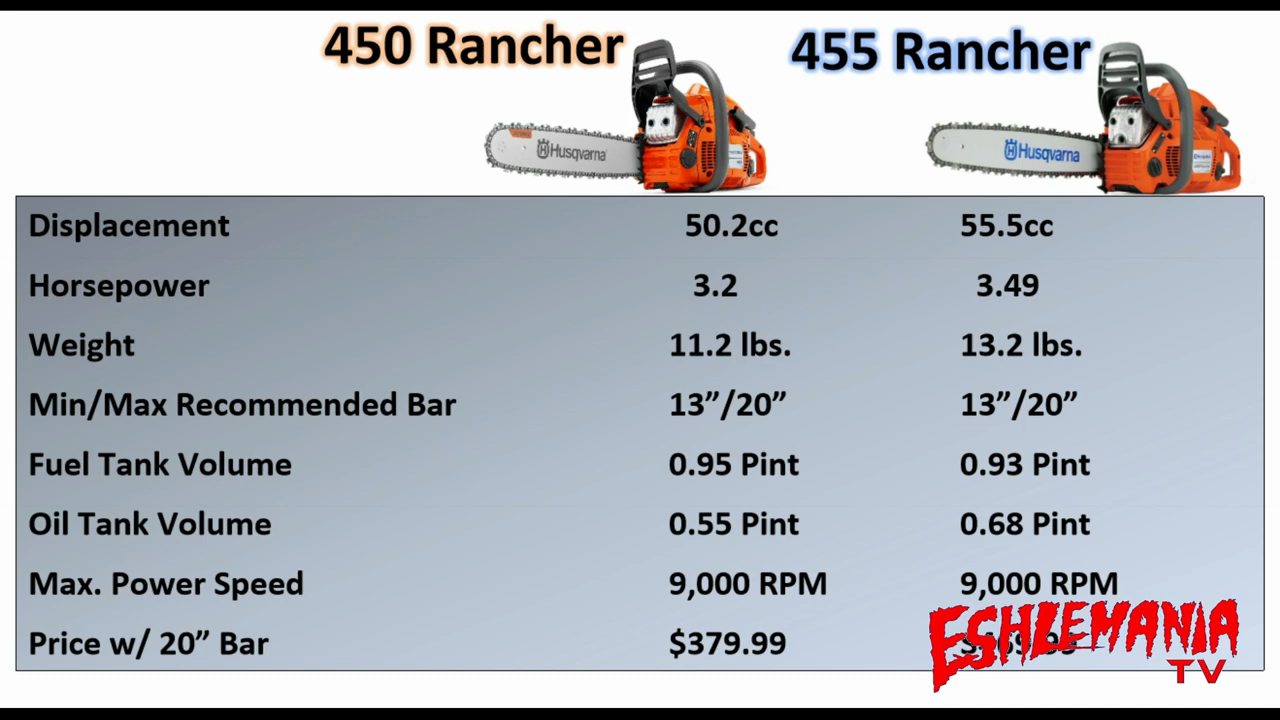 450 Rancher 455 Rancher
Husqvarna Husqvarna
Displacement 50.2cc 55.5cc
Horsepower 3.2 3.49
Weight 11.2 lbs. 13.2 lbs.
Min/Max Recommended Bar 13”/20” 13”/20”
Fuel Tank Volume 0.95 Pint 0.93 Pint
Oil Tank Volume 0.55 Pint 0.68 Pint
Max. Power Speed 9,000 RPM 9,000 RPM
Price w/ 20” Bar $379.99
ESHLEMANIA
TV